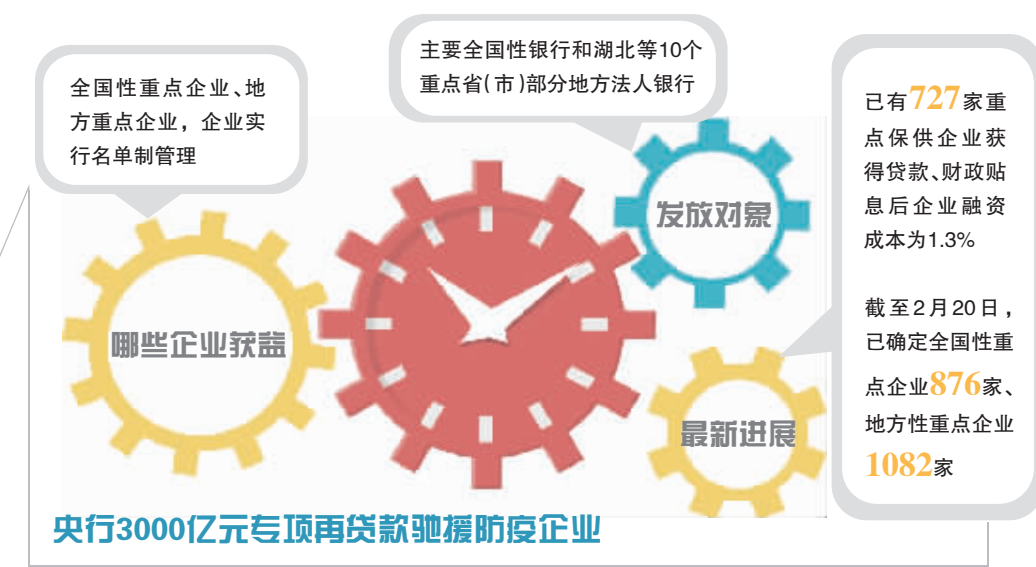 全国性重点企业、地
方重点企业，企业实
行名单制管理
主要全国性银行和湖北等10个
重点省(市)部分地方法人银行
已有727家重
点保供企业获
得贷款、财政贴
息后企业融资
成本为1.3%
截至2月20日，
已确定全国性重
点企业876家、
地方性重点企业
1082家
发放对象
哪些企业获益
最新进展
央行3000亿元专项再贷款驰援防疫企业